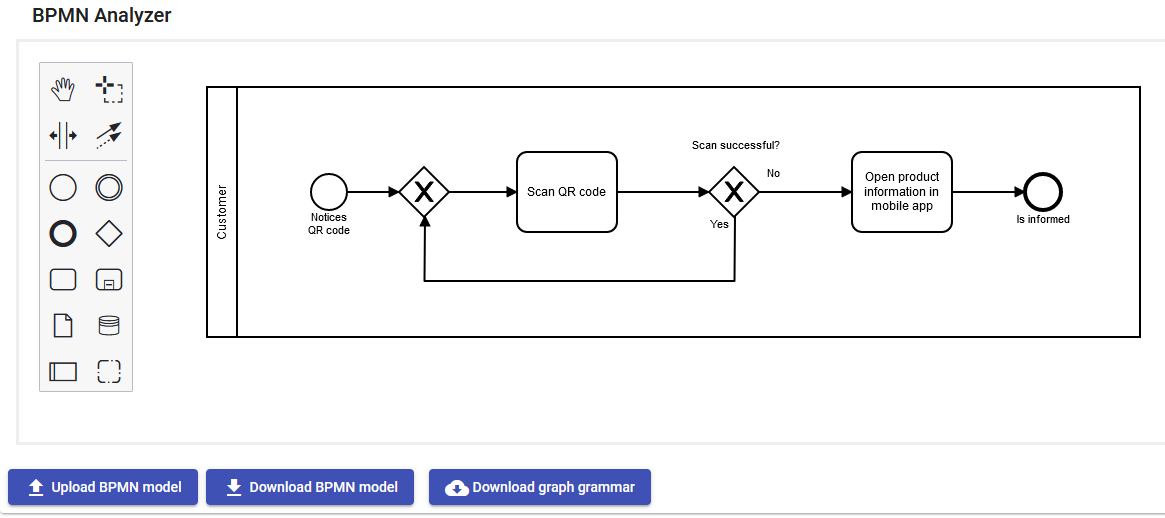 BPMN Analyzer
Customer
Notices
QR code
X
Scan QR code
Scan successful?
X
No
Yes
Open product
information in
mobile app
Is informed
Upload BPMN model
Download BPMN model
Download graph grammar